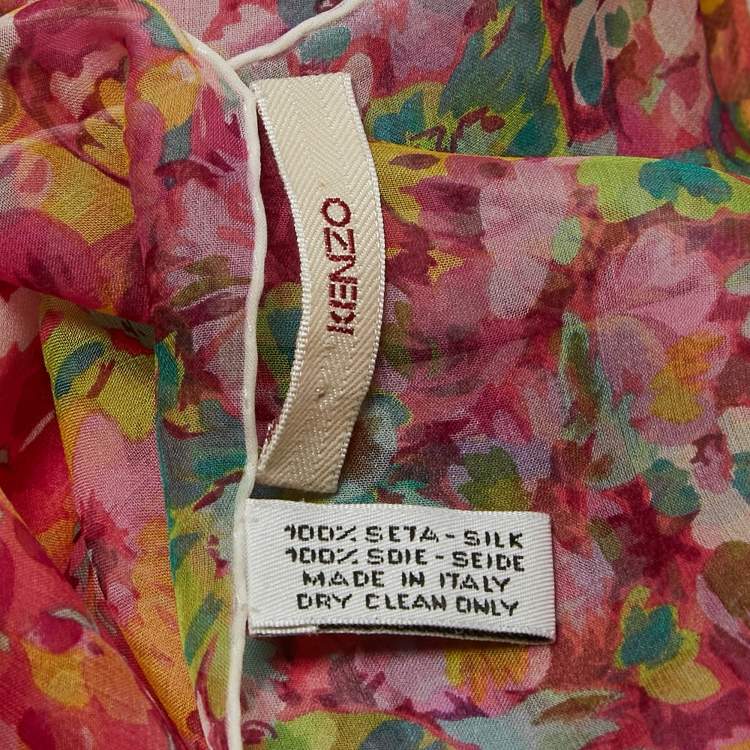 KENZO
100% SETA - SILK
100% SOIE - SEIDE
MADE IN ITALY
DRY CLEAN ONLY